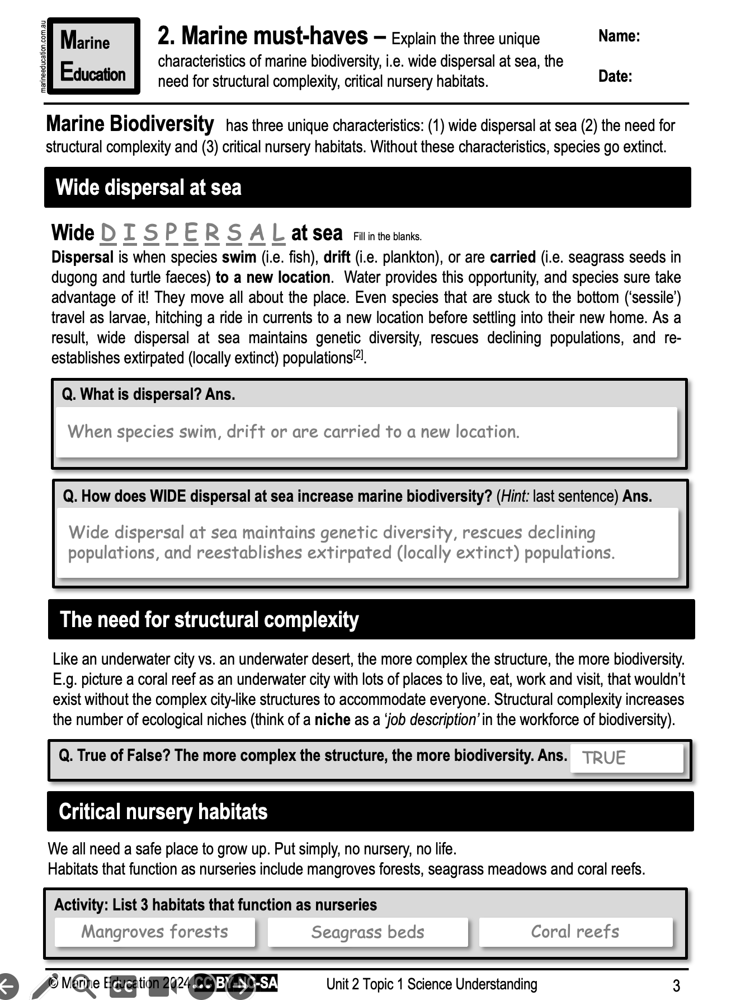 marineeducation.com.au
Marine
Education
2. Marine must-haves – Explain the three unique
characteristics of marine biodiversity, i.e. wide dispersal at sea, the
need for structural complexity, critical nursery habitats.
Name:
Date:
Marine Biodiversity has three unique characteristics: (1) wide dispersal at sea (2) the need for
structural complexity and (3) critical nursery habitats. Without these characteristics, species go extinct.
Wide dispersal at sea
Wide D I S P E R S A L at sea Fill in the blanks.
Dispersal is when species swim (i.e. fish), drift (i.e. plankton), or are carried (i.e. seagrass seeds in
dugong and turtle faeces) to a new location. Water provides this opportunity, and species sure take
advantage of it! They move all about the place. Even species that are stuck to the bottom (‘sessile’)
travel as larvae, hitching a ride in currents to a new location before settling into their new home. As a
result, wide dispersal at sea maintains genetic diversity, rescues declining populations, and re-
establishes extirpated (locally extinct) populations[2].
Q. What is dispersal? Ans.
When species swim, drift or are carried to a new location.
Q. How does WIDE dispersal at sea increase marine biodiversity? (Hint: last sentence) Ans.
Wide dispersal at sea maintains genetic diversity, rescues declining
populations, and reestablishes extirpated (locally extinct) populations.
The need for structural complexity
Like an underwater city vs. an underwater desert, the more complex the structure, the more biodiversity.
E.g. picture a coral reef as an underwater city with lots of places to live, eat, work and visit, that wouldn’t
exist without the complex city-like structures to accommodate everyone. Structural complexity increases
the number of ecological niches (think of a niche as a ‘job description’ in the workforce of biodiversity).
Q. True of False? The more complex the structure, the more biodiversity. Ans. TRUE
Critical nursery habitats
We all need a safe place to grow up. Put simply, no nursery, no life.
Habitats that function as nurseries include mangroves forests, seagrass meadows and coral reefs.
Activity: List 3 habitats that function as nurseries
Mangroves forests Seagrass beds Coral reefs
© Marine Education 2024 CC BY-NC-SA Unit 2 Topic 1 Science Understanding 3